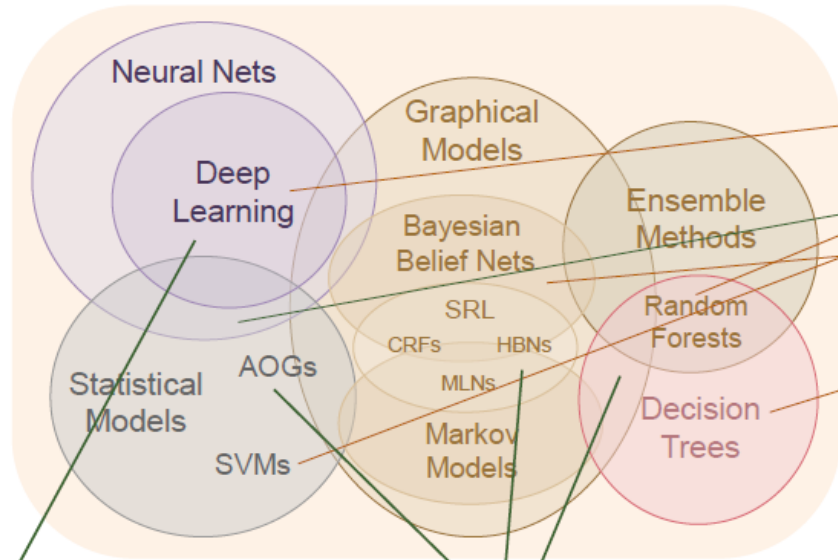 Neural Nets
Deep
Learning
Graphical
Models
Bayesian
Belief Nets
SRL
CRFs
HBNs
MLNs
Markov
Models
Statistical
Models
AOGs
SVMs
Ensemble
Methods
Random
Forests
Decision
Trees